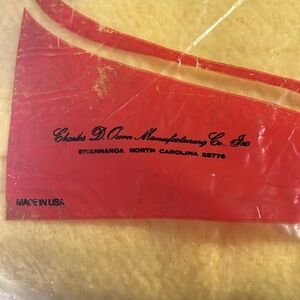 Charles D. Owen Manufacturing Co., Inc
SWANNANOA NORTH CAROLINA 28778
MADE IN USA